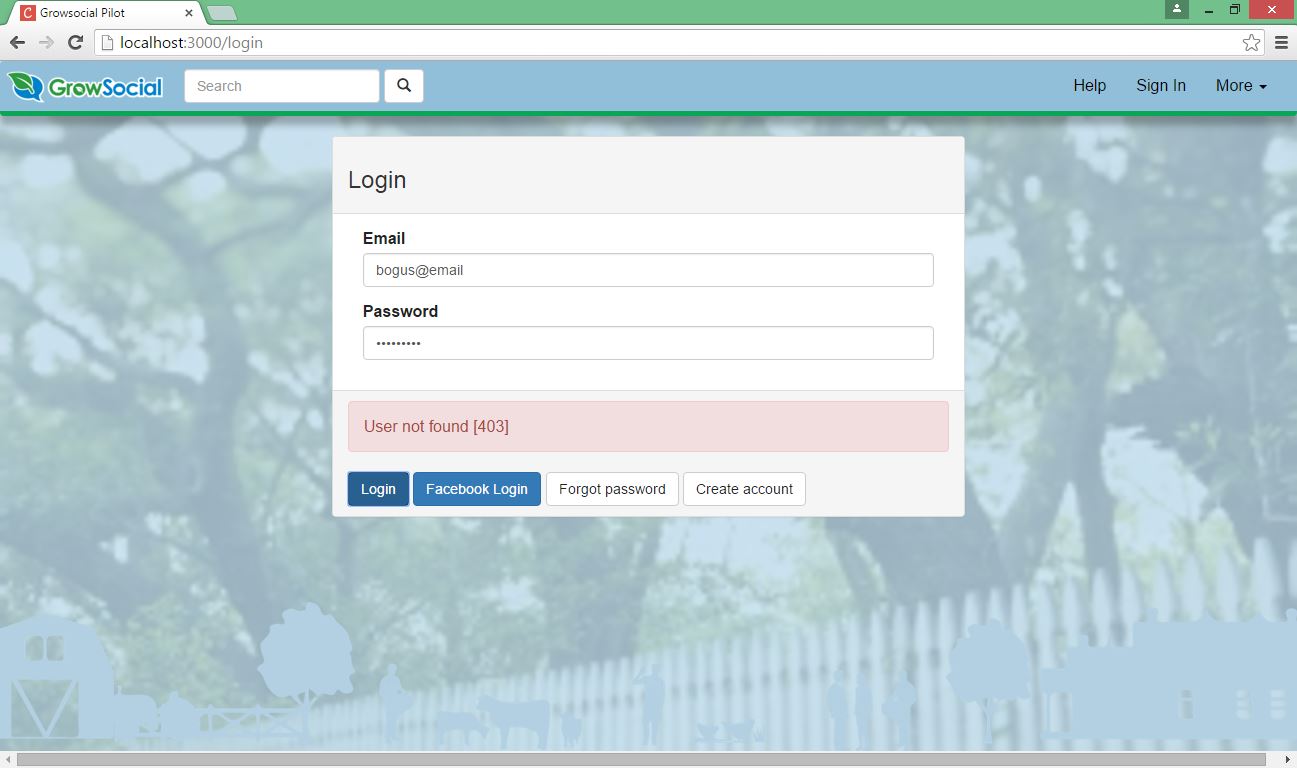 Growsocial Pilot
localhost:3000/login
GrowSocial
Search
Help
Sign In
More
Login
Email
bogus@email
Password
•••••••••
User not found [403]
Login
Facebook Login
Forgot password
Create account